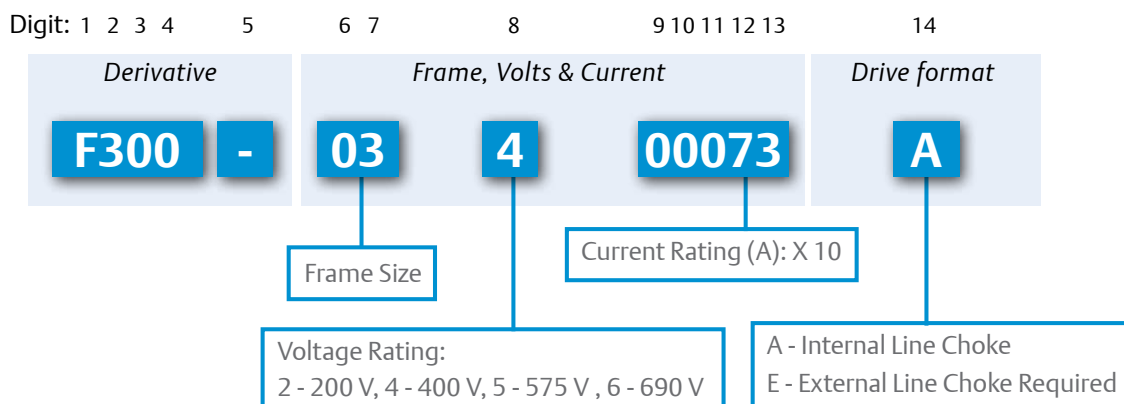 Digit: 1 2 3 4 5 6 7 8 9 10 11 12 13 14
Derivative Frame, Volts & Current Drive format
F300 - 03 4 00073 A
Frame Size
Current Rating (A): X 10
Voltage Rating:
2 - 200 V, 4 - 400 V, 5 - 575 V , 6 - 690 V
A - Internal Line Choke
E - External Line Choke Required